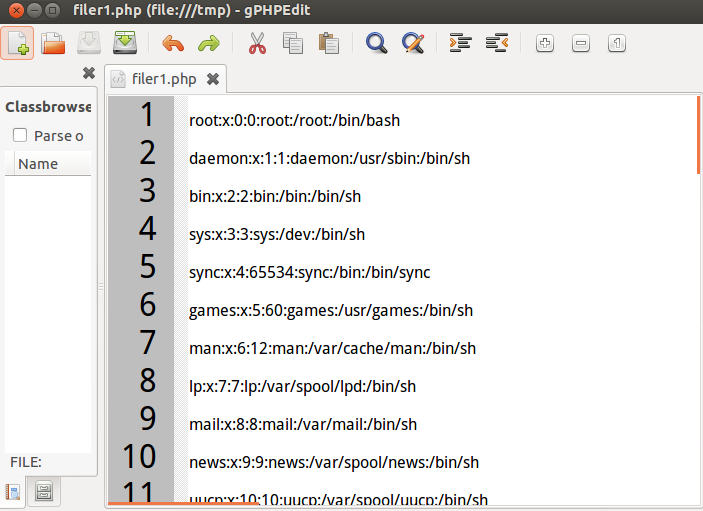 filer1.php (file:///tmp) - gPHPEdit
filer1.php
Classbrowse
Parse o
Name
FILE:
1 root:x:0:0:root:/root:/bin/bash
2 daemon:x:1:1:daemon:/usr/sbin:/bin/sh
3 bin:x:2:2:bin:/bin:/bin/sh
4 sys:x:3:3:sys:/dev:/bin/sh
5 sync:x:4:65534:sync:/bin:/bin/sync
6 games:x:5:60:games:/usr/games:/bin/sh
7 man:x:6:12:man:/var/cache/man:/bin/sh
8 lp:x:7:7:lp:/var/spool/lpd:/bin/sh
9 mail:x:8:8:mail:/var/mail:/bin/sh
10 news:x:9:9:news:/var/spool/news:/bin/sh
11 uucp:x:10:10:uucp:/var/spool/uucp:/bin/sh